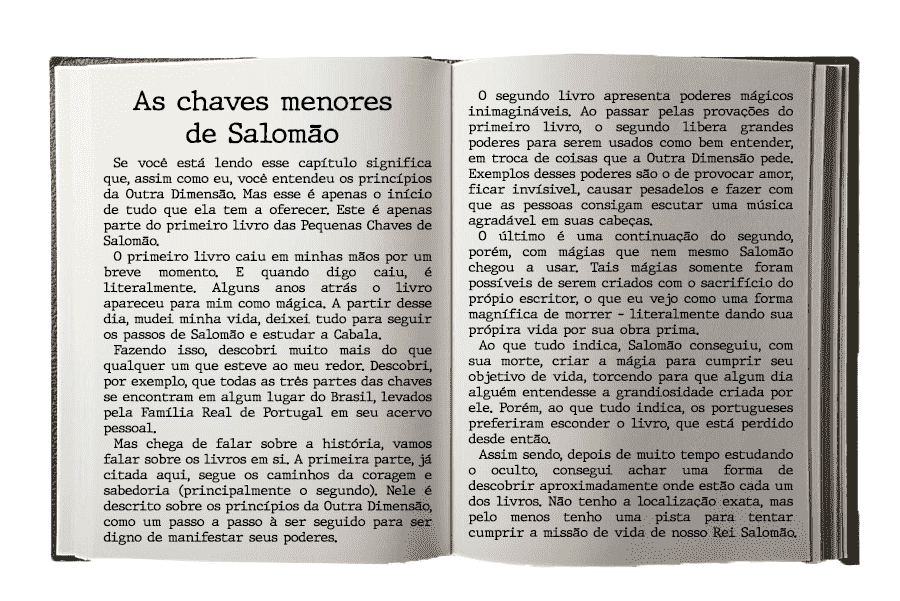 As chaves menores
de Salomão
Se você está lendo esse capítulo significa
que, assim como eu, você entendeu os princípios
da Outra Dimensão. Mas esse é apenas o início
de tudo que ela tem a oferecer. Este é apenas
parte do primeiro livro das Pequenas Chaves de
Salomão.
O primeiro livro caiu em minhas mãos por um
breve momento. E quando digo caiu, é
literalmente. Alguns anos atrás o livro
apareceu para mim como mágica. A partir desse
dia, mudei minha vida, deixei tudo para seguir
os passos de Salomão e estudar a Cabala.
Fazendo isso, descobri muito mais do que
qualquer um que esteve ao meu redor. Descobri,
por exemplo, que todas as três partes das chaves
se encontram em algum lugar do Brasil, levados
pela Família Real de Portugal em seu acervo
pessoal.
Mas chega de falar sobre a história, vamos
falar sobre os livros em si. A primeira parte, já
citada aqui, segue os caminhos da coragem e
sabedoria (principalmente o segundo). Nele é
descrito sobre os princípios da Outra Dimensão,
como um passo a passo à ser seguido para ser
digno de manifestar seus poderes.
O segundo livro apresenta poderes mágicos
inimagináveis. Ao passar pelas provações do
primeiro livro, o segundo libera grandes
poderes para serem usados como bem entender,
em troca de coisas que a Outra Dimensão pede.
Exemplos desses poderes são o de provocar amor,
ficar invísivel, causar pesadelos e fazer com
que as pessoas consigam escutar uma música
agradável em suas cabeças.
O último é uma continuação do segundo,
porém, com mágias que nem mesmo Salomão
chegou a usar. Tais mágias somente foram
possíveis de serem criados com o sacrifício do
própio escritor, o que eu vejo como uma forma
magnífica de morrer - literalmente dando sua
própira vida por sua obra prima.
Ao que tudo indica, Salomão conseguiu, com
sua morte, criar a mágia para cumprir seu
objetivo de vida, torcendo para que algum dia
alguém entendesse a grandiosidade criada por
ele. Porém, ao que tudo indica, os portugueses
preferiram esconder o livro, que está perdido
desde então.
Assim sendo, depois de muito tempo estudando
o oculto, consegui achar uma forma de
descobrir aproximadamente onde estão cada um
dos livros. Não tenho a localização exata, mas
pelo menos tenho uma pista para tentar
cumprir a missão de vida de nosso Rei Salomão.